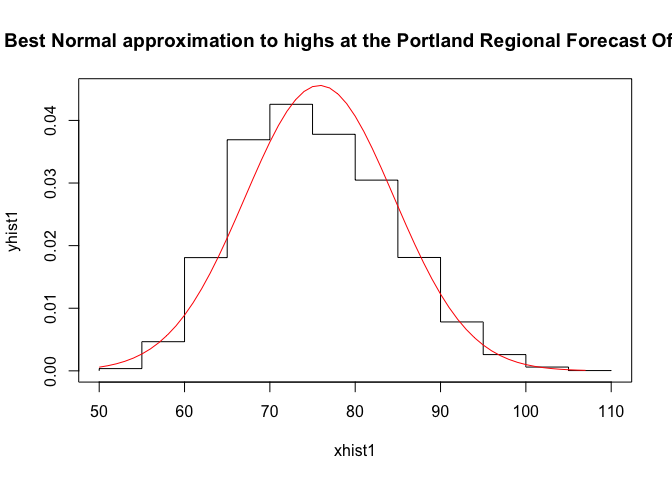 Best Normal approximation to highs at the Portland Regional Forecast Of
yhist1
0.04
0.03
0.02
0.01
0.00
50 60 70 80 90 100 110
xhist1